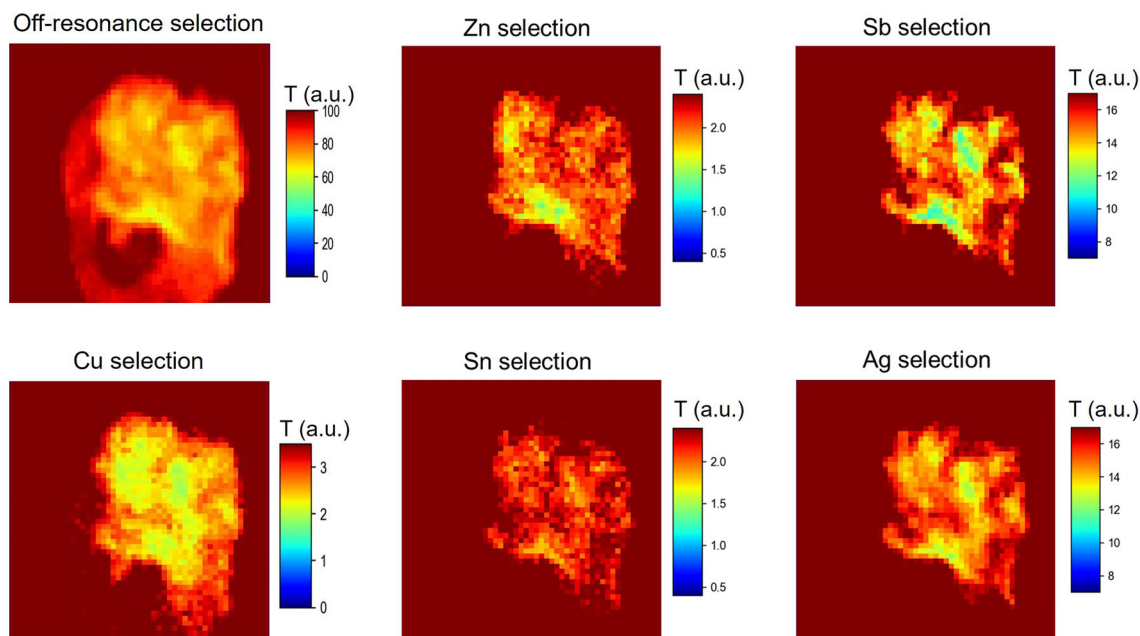 Off-resonance selection
T (a.u.)
100
80
60
40
20
0
Zn selection
T (a.u.)
2.0
1.5
1.0
0.5
Sb selection
T (a.u.)
16
14
12
10
8
Cu selection
T (a.u.)
3
2
1
0
Sn selection
T (a.u.)
2.0
1.5
1.0
0.5
Ag selection
T (a.u.)
16
14
12
10
8